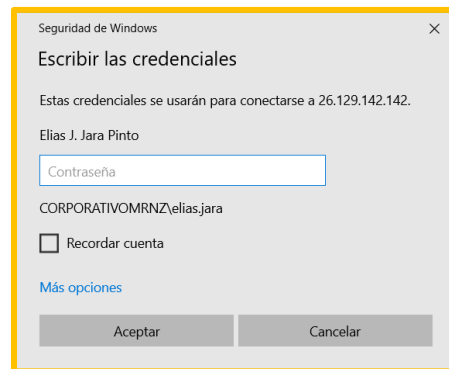 Seguridad de Windows
Escribir las credenciales
Estas credenciales se usarán para conectarse a 26.129.142.142.
Elias J. Jara Pinto
Contraseña
CORPORATIVOMRNZ\elias.jara
Recordar cuenta
Más opciones
Aceptar Cancelar